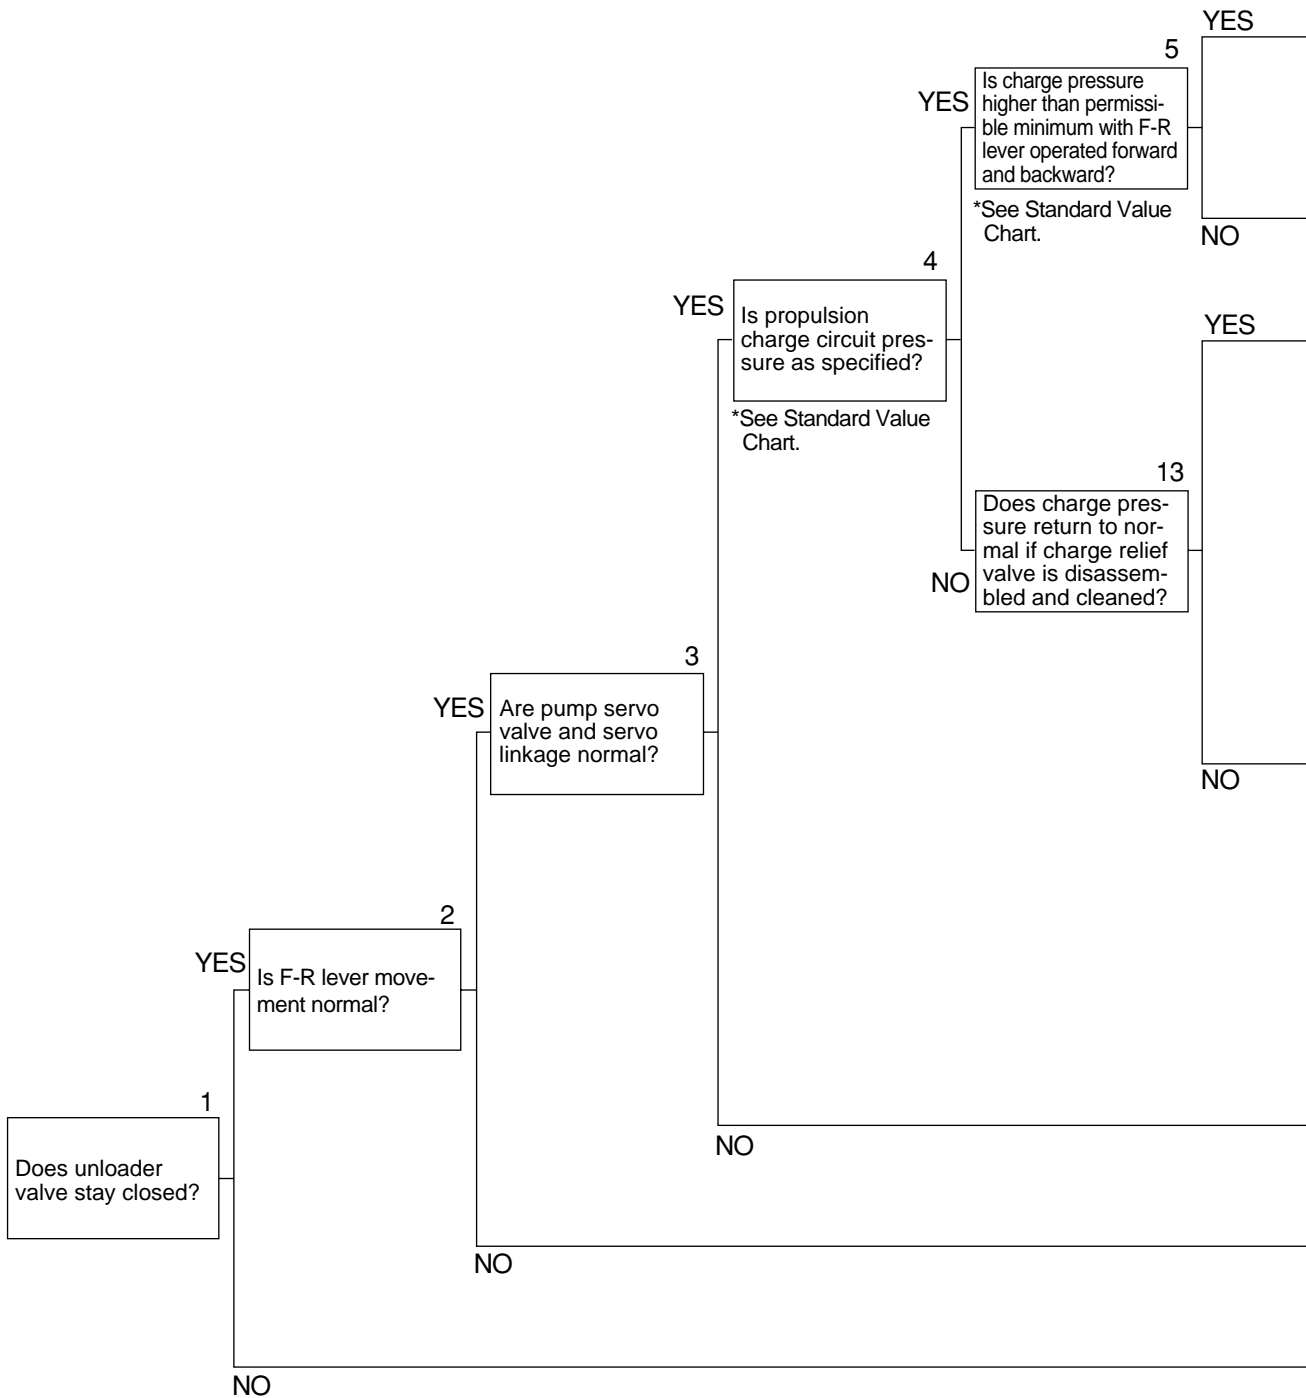 YES
5
YES
Is charge pressure
higher than permissi-
ble minimum with F-R
lever operated forward
and backward?
*See Standard Value
Chart.
NO
4
YES
Is propulsion
charge circuit pres-
sure as specified?
*See Standard Value
Chart.
YES
13
Does charge pres-
sure return to nor-
mal if charge relief
valve is disassem-
bled and cleaned?
NO
3
YES
Are pump servo
valve and servo
linkage normal?
NO
2
YES
Is F-R lever move-
ment normal?
1
Does unloader
valve stay closed?
NO
NO
NO